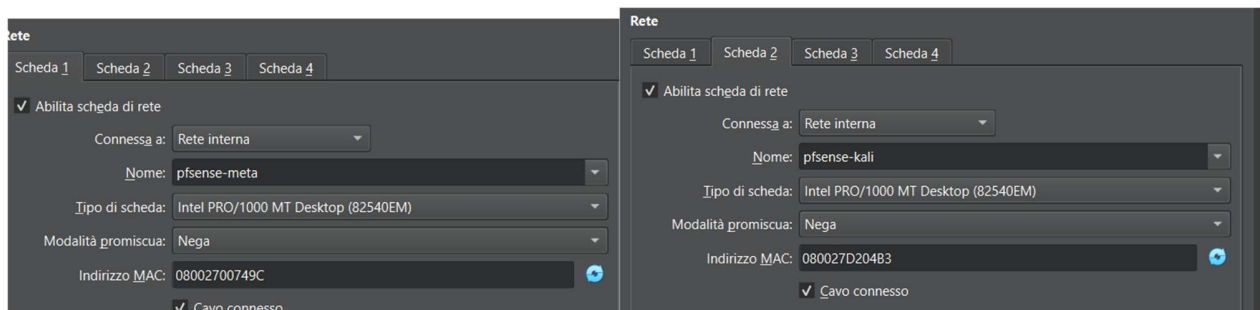 Rete
Scheda 1 Scheda 2 Scheda 3 Scheda 4
Abilita scheda di rete
Connessa a: Rete interna
Nome: pfsense-meta
Tipo di scheda: Intel PRO/1000 MT Desktop (82540EM)
Modalità promiscua: Nega
Indirizzo MAC: 08002700749C
Cavo connesso
Rete
Scheda 1 Scheda 2 Scheda 3 Scheda 4
Abilita scheda di rete
Connessa a: Rete interna
Nome: pfsense-kali
Tipo di scheda: Intel PRO/1000 MT Desktop (82540EM)
Modalità promiscua: Nega
Indirizzo MAC: 080027D204B3
Cavo connesso